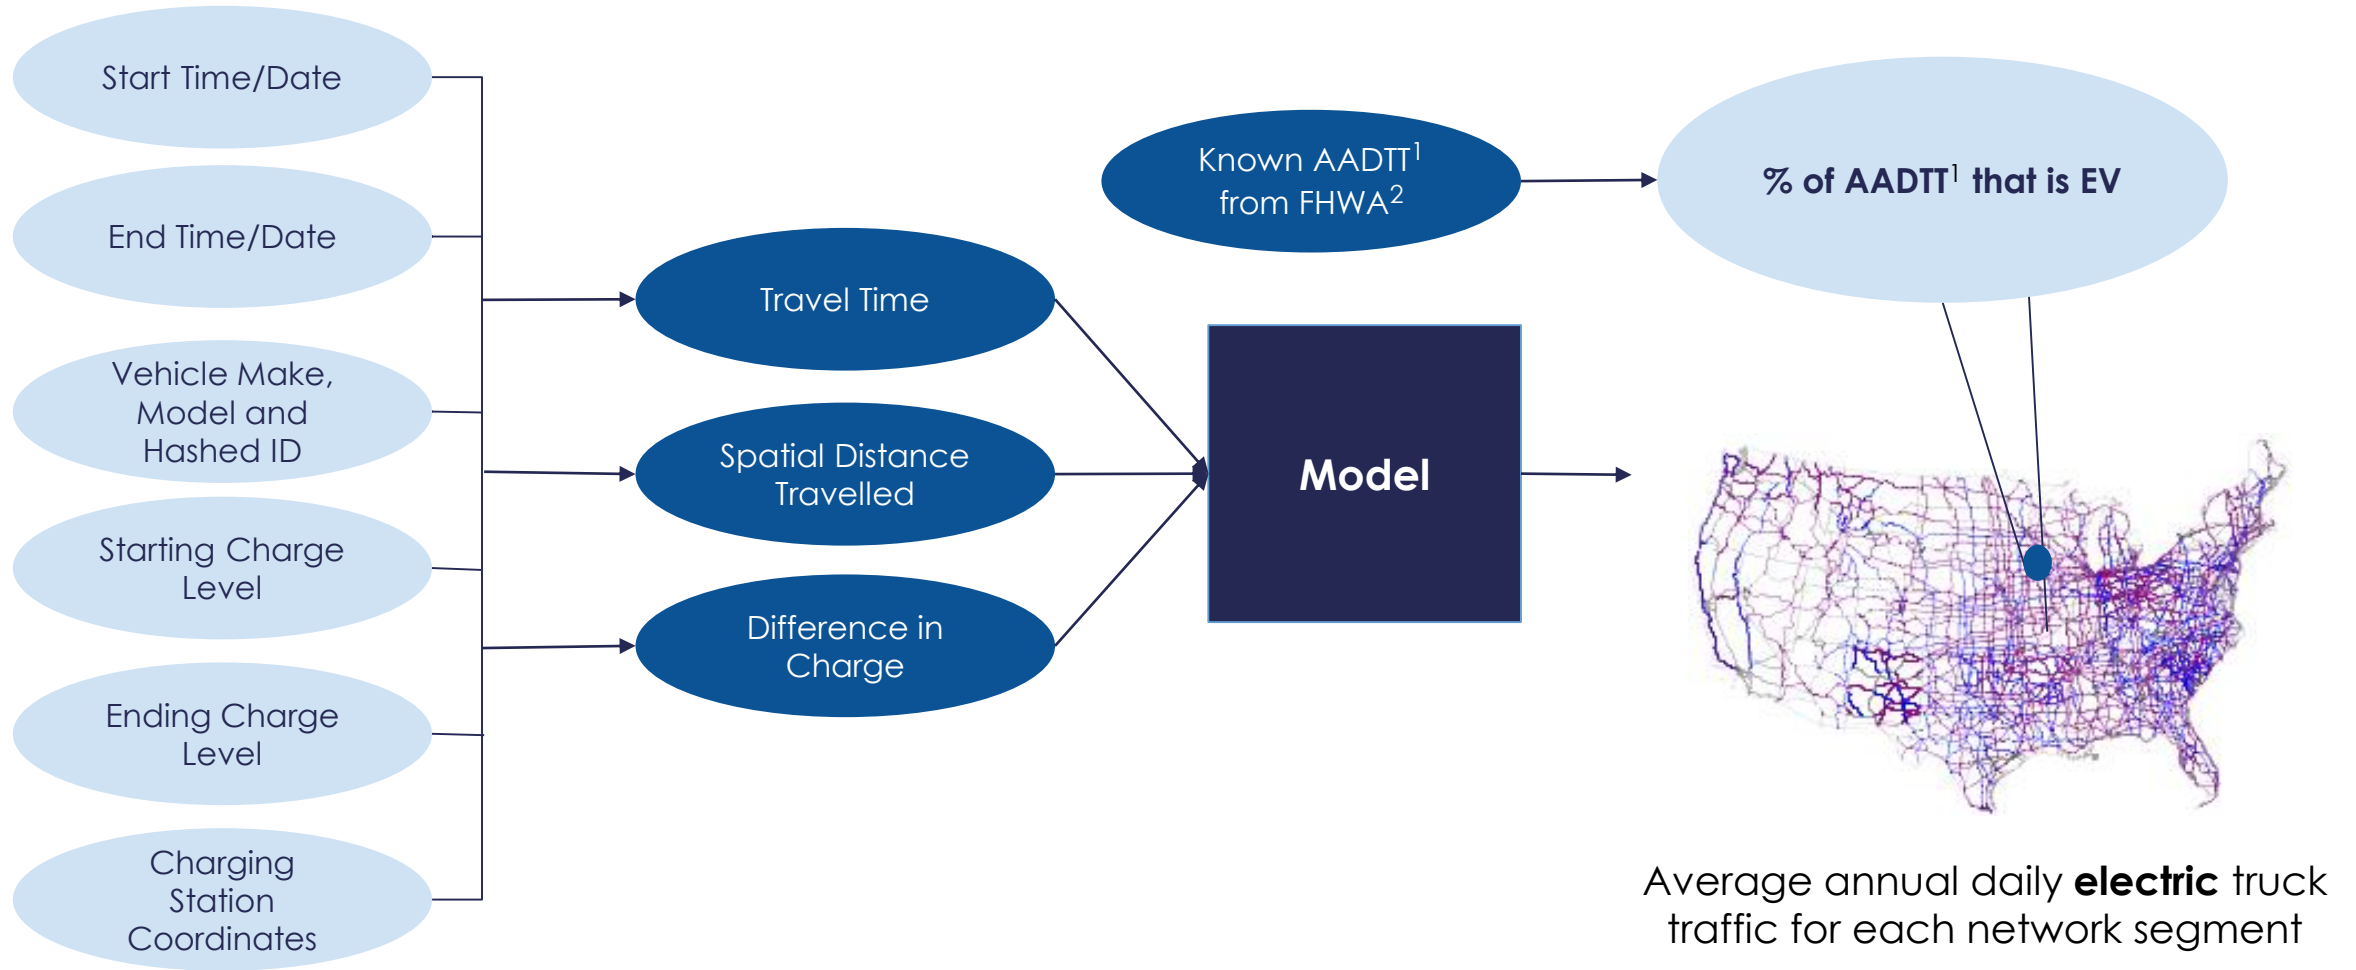 Start Time/Date
End Time/Date
Vehicle Make,
Model and
Hashed ID
Starting Charge
Level
Ending Charge
Level
Charging
Station
Coordinates
Travel Time
Spatial Distance
Travelled
Difference in
Charge
Known AADTT¹
from FHWA²
Model
% of AADTT¹ that is EV
Average annual daily electric truck
traffic for each network segment